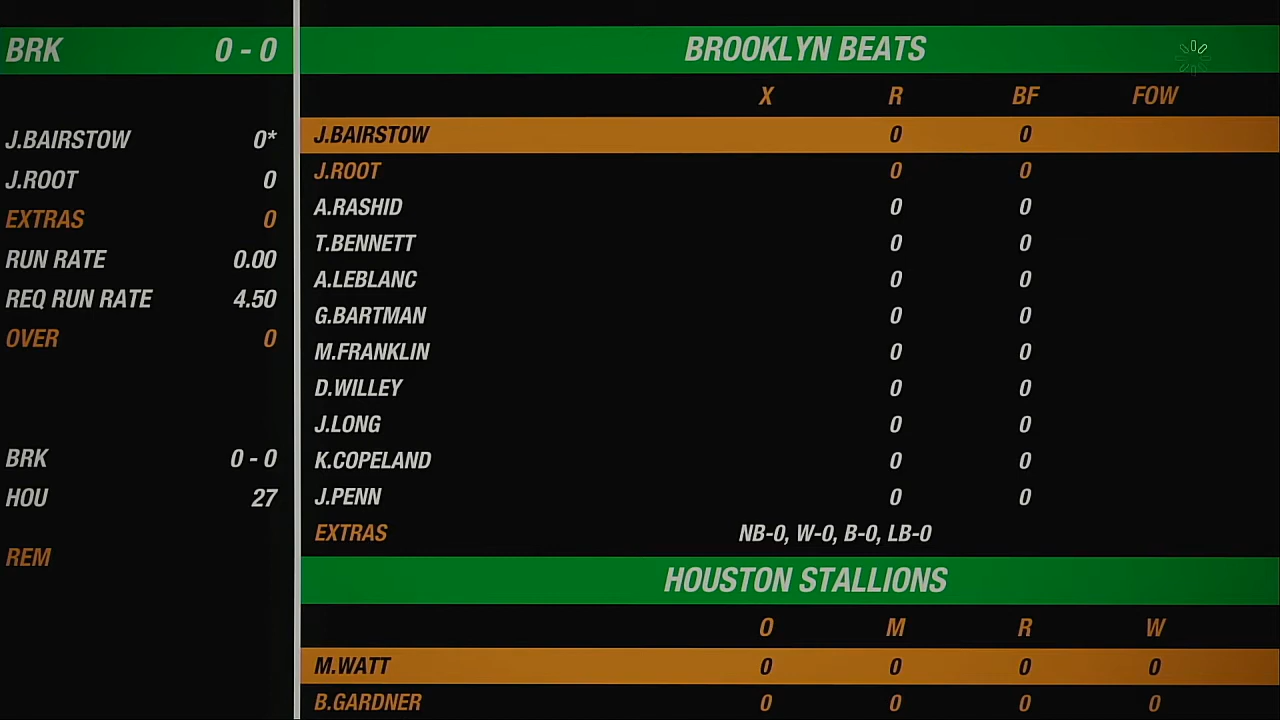 BRK 0 - 0
J.BAIRSTOW 0*
J.ROOT 0
EXTRAS 0
RUN RATE 0.00
REQ RUN RATE 4.50
OVER 0
BRK 0 - 0
HOU 27
REM
BROOKLYN BEATS
X R BF FOW
J.BAIRSTOW 0 0
J.ROOT 0 0
A.RASHID 0 0
T.BENNETT 0 0
A.LEBLANC 0 0
G.BARTMAN 0 0
M.FRANKLIN 0 0
D.WILLEY 0 0
J.LONG 0 0
K.COPELAND 0 0
J.PENN 0 0
EXTRAS NB-0, W-0, B-0, LB-0
HOUSTON STALLIONS
O M R W
M.WATT 0 0 0 0
B.GARDNER 0 0 0 0